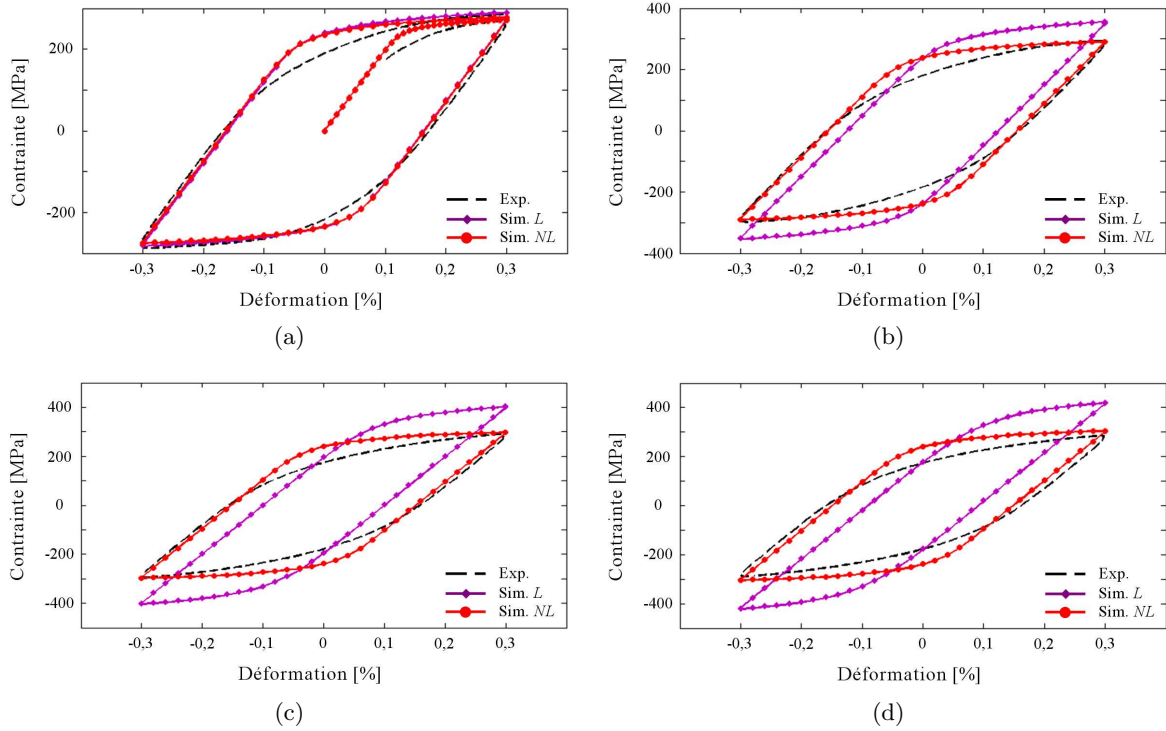 200
0
-200
Contrainte [MPa]
-0,3 -0,2 -0,1 0 0,1 0,2 0,3
Déformation [%]
Exp.
Sim. L
Sim. NL
(a)
400
200
0
-200
-400
Contrainte [MPa]
-0,3 -0,2 -0,1 0 0,1 0,2 0,3
Déformation [%]
Exp.
Sim. L
Sim. NL
(b)
400
200
0
-200
-400
Contrainte [MPa]
-0,3 -0,2 -0,1 0 0,1 0,2 0,3
Déformation [%]
Exp.
Sim. L
Sim. NL
(c)
400
200
0
-200
-400
Contrainte [MPa]
-0,3 -0,2 -0,1 0 0,1 0,2 0,3
Déformation [%]
Exp.
Sim. L
Sim. NL
(d)